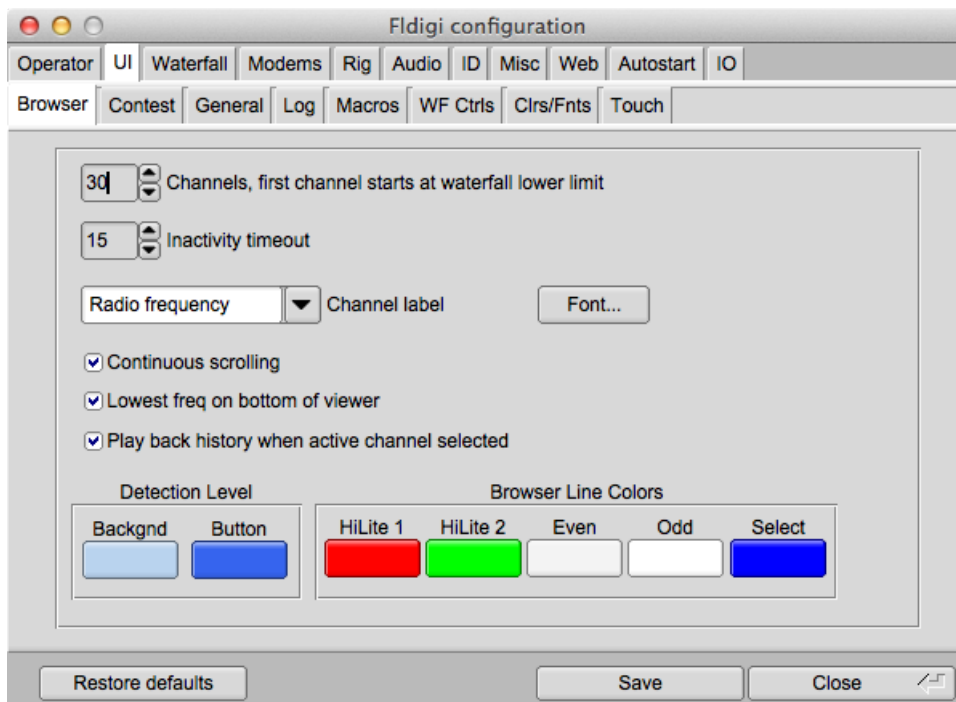 Fldigi configuration
Operator UI Waterfall Modems Rig Audio ID Misc Web Autostart IO
Browser Contest General Log Macros WF Ctrls Clrs/Fnts Touch
30 Channels, first channel starts at waterfall lower limit
15 Inactivity timeout
Radio frequency Channel label Font...
Continuous scrolling
Lowest freq on bottom of viewer
Play back history when active channel selected
Detection Level Browser Line Colors
Backgnd Button HiLite 1 HiLite 2 Even Odd Select
Restore defaults Save Close